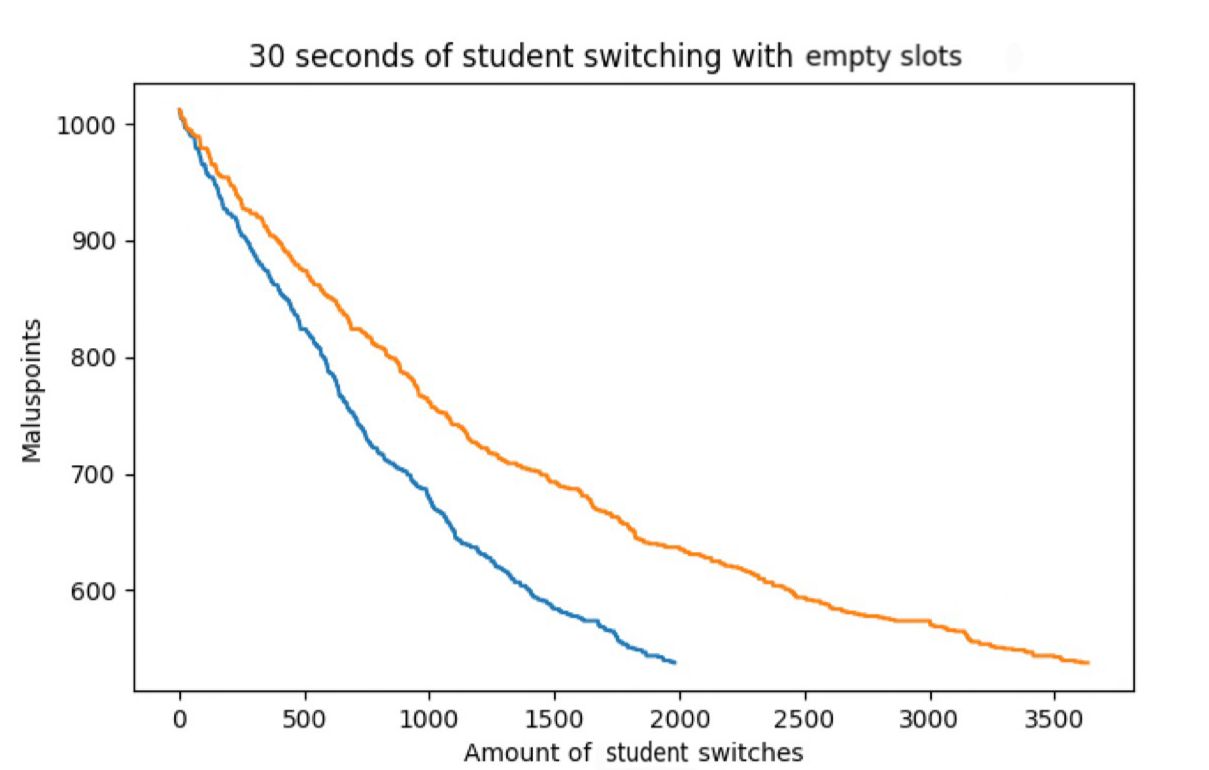 30 seconds of student switching with empty slots
1000
900
800
700
600
Maluspoints
0 500 1000 1500 2000 2500 3000 3500
Amount of student switches